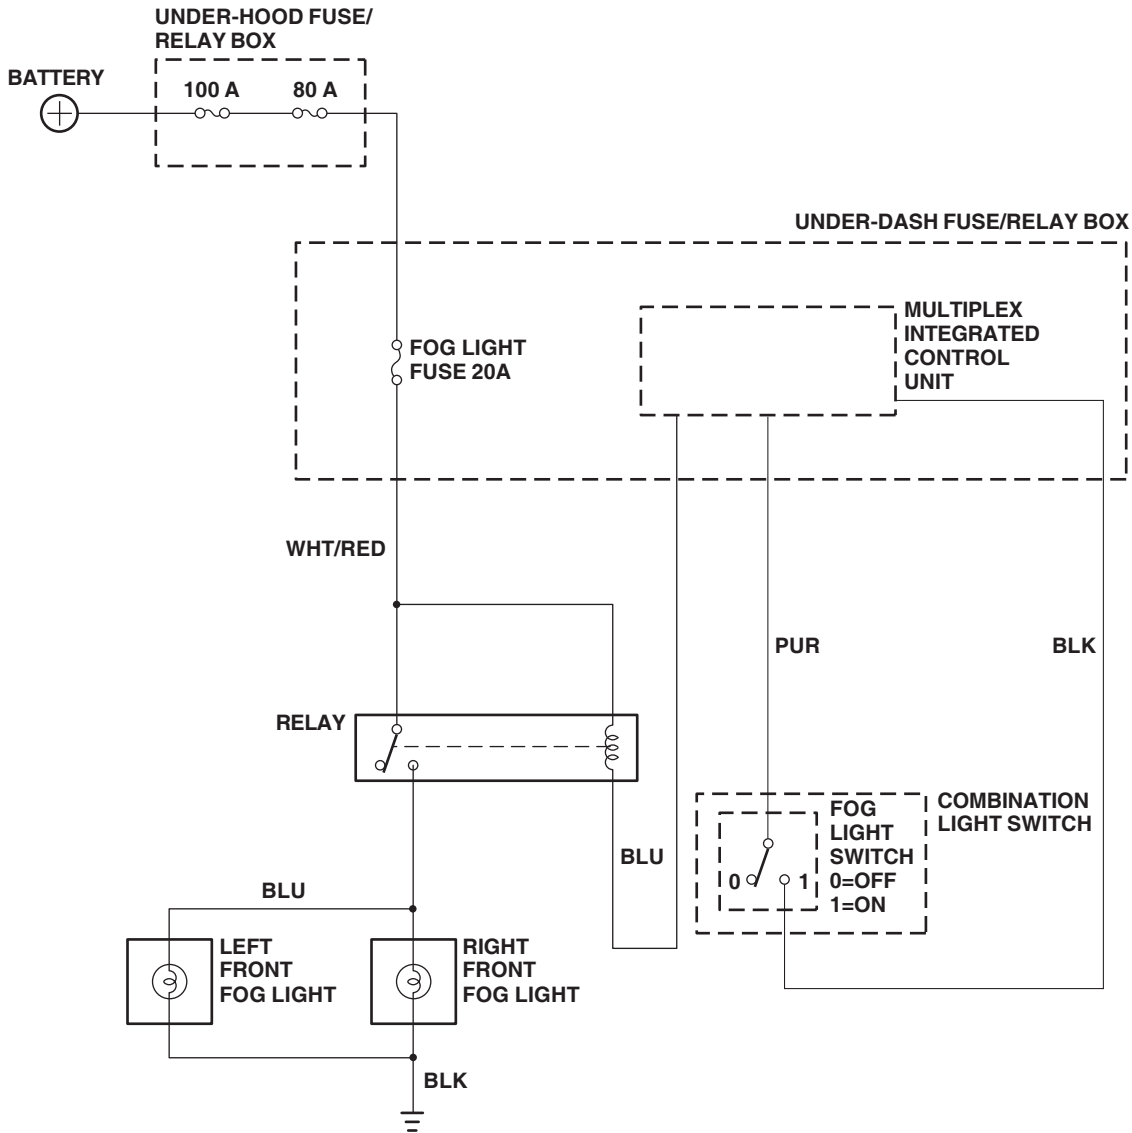 UNDER-HOOD FUSE/
RELAY BOX
BATTERY
100 A
80 A
UNDER-DASH FUSE/RELAY BOX
MULTIPLEX
INTEGRATED
CONTROL
UNIT
FOG LIGHT
FUSE 20A
WHT/RED
PUR
BLK
RELAY
COMBINATION
LIGHT SWITCH
FOG
LIGHT
SWITCH
0=OFF
1=ON
0
1
BLU
BLU
LEFT
FRONT
FOG LIGHT
RIGHT
FRONT
FOG LIGHT
BLK